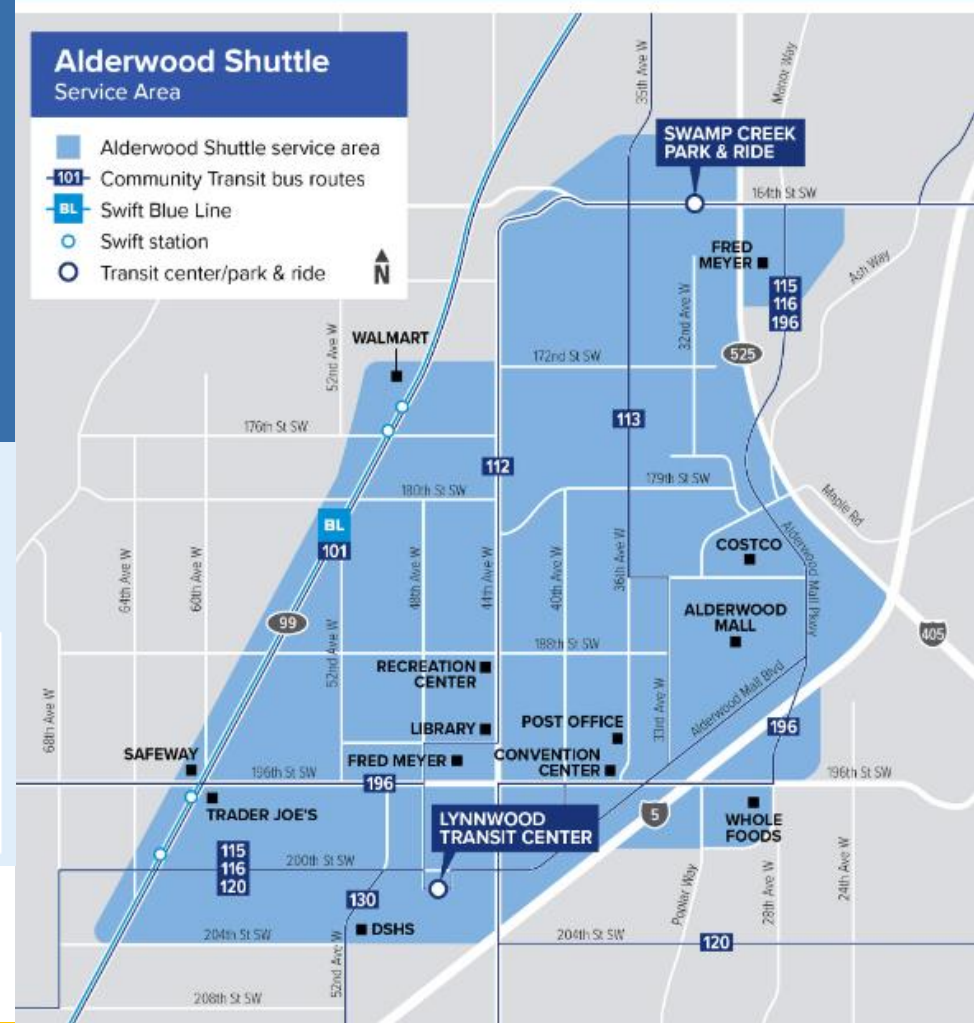 Alderwood Shuttle
Service Area
Alderwood Shuttle service area
101 Community Transit bus routes
BL Swift Blue Line
Swift station
Transit center/park & ride
N
35th Ave W
Manor Way
SWAMP CREEK
PARK & RIDE
164th St SW
FRED
MEYER
Ash Way
115
116
196
32nd Ave W
52nd Ave W
WALMART
172nd St SW
525
113
176th St SW
112
179th St SW
180th St SW
Maple Rd
BL
101
COSTCO
Alderwood Mall Pkwy
64th Ave W
60th Ave W
48th Ave W
44th Ave W
40th Ave W
36th Ave W
99
ALDERWOOD
MALL
405
52nd Ave W
188th St SW
RECREATION
CENTER
Alderwood Mall Blvd
68th Ave W
33rd Ave W
LIBRARY
POST OFFICE
196
SAFEWAY
FRED MEYER
CONVENTION
CENTER
196th St SW
196
196th St SW
TRADER JOE'S
LYNNWOOD
TRANSIT CENTER
5
WHOLE
FOODS
115
116
120
200th St SW
130
Poplar Way
28th Ave W
24th Ave W
DSHS
204th St SW
52nd Ave W
204th St SW
120
208th St SW